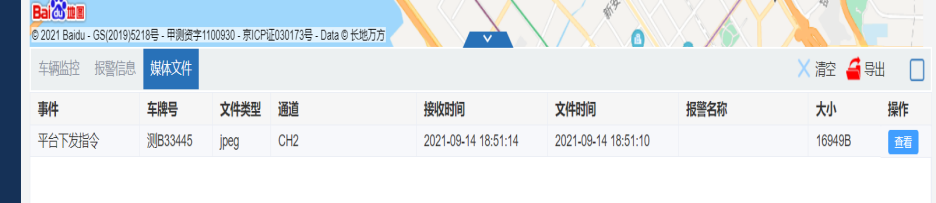 Bai du 地图
© 2021 Baidu - GS(2019)5218号 - 甲测资字1100930 - 京ICP证030173号 - Data © 长地万方
新安
车辆监控 报警信息 媒体文件 清空 导出
事件 车牌号 文件类型 通道 接收时间 文件时间 报警名称 大小 操作
平台下发指令 测B33445 jpeg CH2 2021-09-14 18:51:14 2021-09-14 18:51:10 16949B 查看